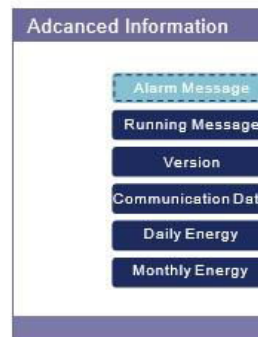 Adcanced Information
Alarm Message
Running Message
Version
Communication Dat
Daily Energy
Monthly Energy